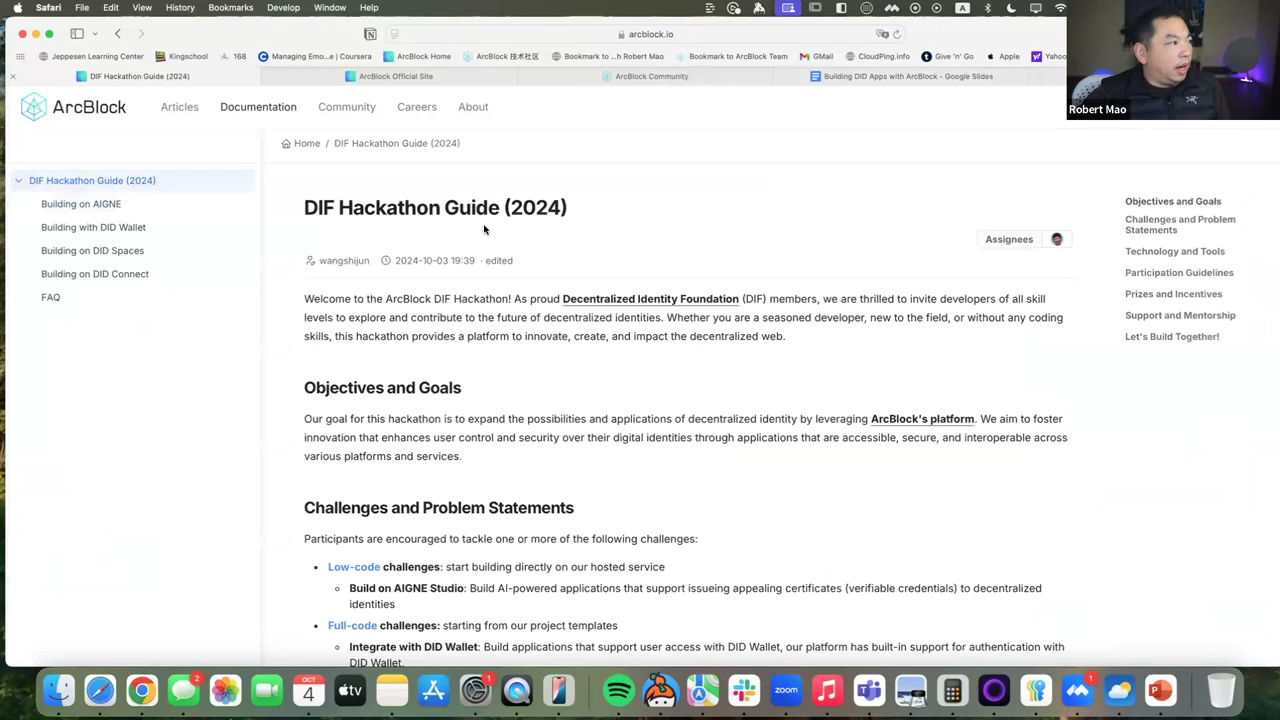 Safari File Edit View History Bookmarks Develop Window Help
arcblock.io
Jeppesen Learning Center Kingschool 168 Managing Emo...| Coursera ArcBlock Home ArcBlock 技术社区 Bookmark to...h Robert Mao Bookmark to ArcBlock Team GMail CloudPing.info Give 'n' Go Apple Yahoo
DIF Hackathon Guide (2024) ArcBlock Official Site ArcBlock Community Building DID Apps with ArcBlock - Google Slides
Robert Mao
ArcBlock Articles Documentation Community Careers About
Home / DIF Hackathon Guide (2024)
DIF Hackathon Guide (2024)
Building on AIGNE
Building with DID Wallet
Building on DID Spaces
Building on DID Connect
FAQ
DIF Hackathon Guide (2024)
Assignees
wangshijun 2024-10-03 19:39 · edited
Welcome to the ArcBlock DIF Hackathon! As proud Decentralized Identity Foundation (DIF) members, we are thrilled to invite developers of all skill
levels to explore and contribute to the future of decentralized identities. Whether you are a seasoned developer, new to the field, or without any coding
skills, this hackathon provides a platform to innovate, create, and impact the decentralized web.
Objectives and Goals
Our goal for this hackathon is to expand the possibilities and applications of decentralized identity by leveraging ArcBlock's platform. We aim to foster
innovation that enhances user control and security over their digital identities through applications that are accessible, secure, and interoperable across
various platforms and services.
Challenges and Problem Statements
Participants are encouraged to tackle one or more of the following challenges:
• Low-code challenges: start building directly on our hosted service
◦ Build on AIGNE Studio: Build AI-powered applications that support issueing appealing certificates (verifiable credentials) to decentralized
identities
• Full-code challenges: starting from our project templates
◦ Integrate with DID Wallet: Build applications that support user access with DID Wallet, our platform has built-in support for authentication with
DID Wallet.
Objectives and Goals
Challenges and Problem
Statements
Technology and Tools
Participation Guidelines
Prizes and Incentives
Support and Mentorship
Let's Build Together!
2
OCT
4
tv
1
zoom
1